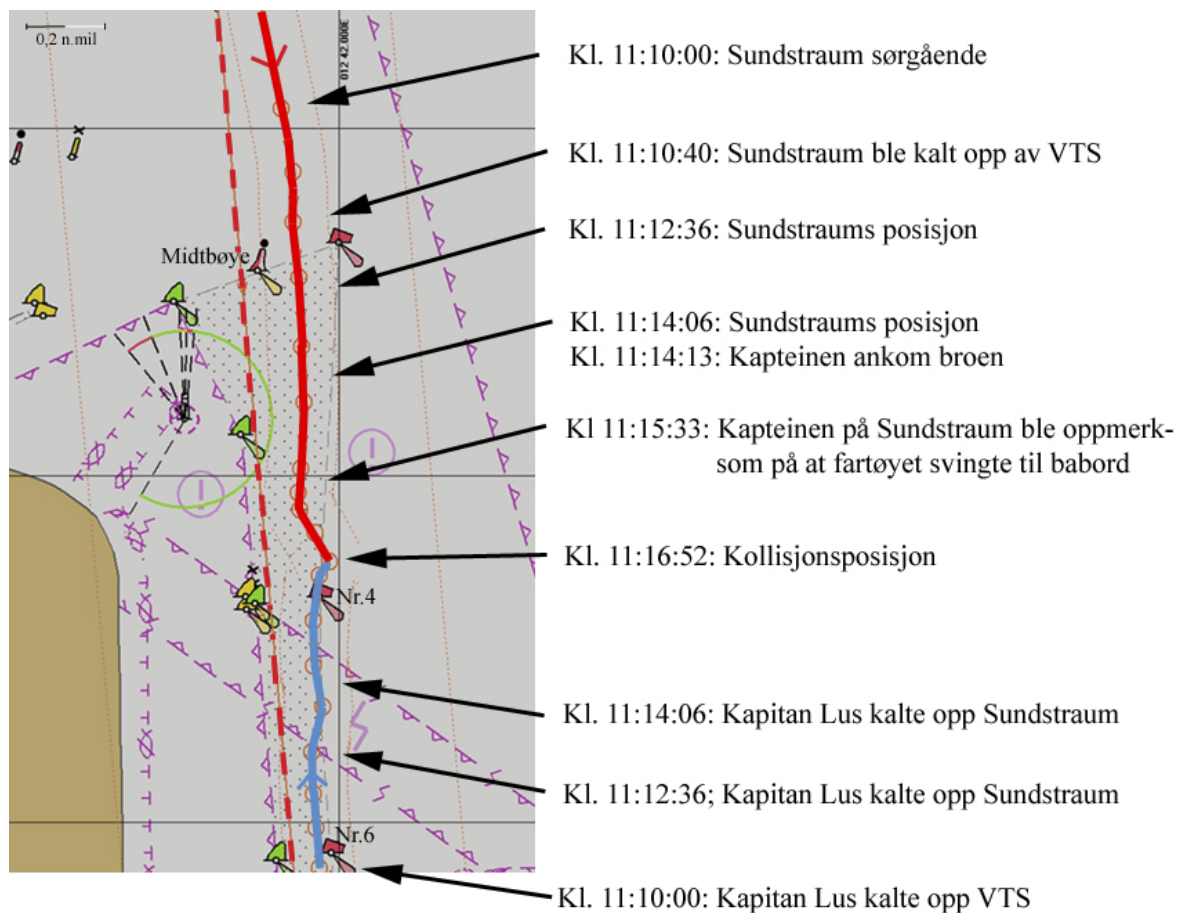 0,2 n.mil
012 42.000E
Kl. 11:10:00: Sundstraum sørgående
Kl. 11:10:40: Sundstraum ble kalt opp av VTS
Kl. 11:12:36: Sundstraums posisjon
Midtbøye
Kl. 11:14:06: Sundstraums posisjon
Kl. 11:14:13: Kapteinen ankom broen
Kl 11:15:33: Kapteinen på Sundstraum ble oppmerk-
som på at fartøyet svingte til babord
Kl. 11:16:52: Kollisjonsposisjon
Nr.4
Kl. 11:14:06: Kapitan Lus kalte opp Sundstraum
Kl. 11:12:36; Kapitan Lus kalte opp Sundstraum
Nr.6
Kl. 11:10:00: Kapitan Lus kalte opp VTS